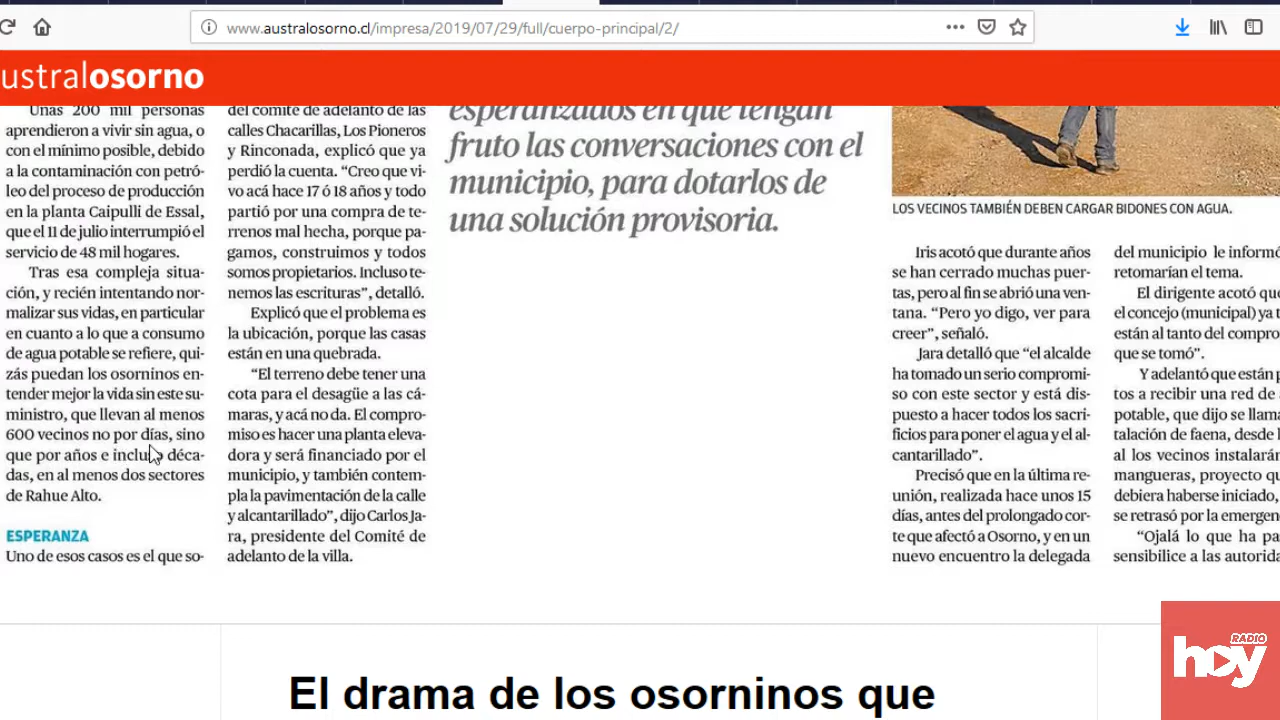 www.australosorno.cl/impresa/2019/07/29/full/cuerpo-principal/2/
ustralosorno
Unas 200 mil personas
aprendieron a vivir sin agua, o
con el mínimo posible, debido
a la contaminación con petró-
leo del proceso de producción
en la planta Caipulli de Essal,
que el 11 de julio interrumpió el
servicio de 48 mil hogares.
Tras esa compleja situa-
ción, y recién intentando nor-
malizar sus vidas, en particular
en cuanto a lo que a consumo
de agua potable se refiere, qui-
zás puedan los osorninos en-
tender mejor la vida sin este su-
ministro, que llevan al menos
600 vecinos no por días, sino
que por años e incluso déca-
das, en al menos dos sectores
de Rahue Alto.
ESPERANZA
Uno de esos casos es el que so-
del comité de adelanto de las
calles Chacarillas, Los Pioneros
y Rinconada, explicó que ya
perdió la cuenta. “Creo que vi-
vo acá hace 17 ó 18 años y todo
partió por una compra de te-
rrenos mal hecha, porque pa-
gamos, construimos y todos
somos propietarios. Incluso te-
nemos las escrituras”, detalló.
Explicó que el problema es
la ubicación, porque las casas
están en una quebrada.
“El terreno debe tener una
cota para el desagüe a las cá-
maras, y acá no da. El compro-
miso es hacer una planta eleva-
dora y será financiado por el
municipio, y también contem-
pla la pavimentación de la calle
y alcantarillado”, dijo Carlos Ja-
ra, presidente del Comité de
adelanto de la villa.
esperanzados en que tengan
fruto las conversaciones con el
municipio, para dotarlos de
una solución provisoria.
LOS VECINOS TAMBIÉN DEBEN CARGAR BIDONES CON AGUA.
Iris acotó que durante años
se han cerrado muchas puer-
tas, pero al fin se abrió una ven-
tana. “Pero yo digo, ver para
creer”, señaló.
Jara detalló que “el alcalde
ha tomado un serio compromi-
so con este sector y está dis-
puesto a hacer todos los sacri-
ficios para poner el agua y el al-
cantarillado”.
Precisó que en la última re-
unión, realizada hace unos 15
días, antes del prolongado cor-
te que afectó a Osorno, y en un
nuevo encuentro la delegada
del municipio le informó
retomarían el tema.
El dirigente acotó que
el concejo (municipal) ya t
están al tanto del compro
que se tomó”.
Y adelantó que están p
tos a recibir una red de
potable, que dijo se llama
talación de faena, desde l
al los vecinos instalarán
mangueras, proyecto qu
debiera haberse iniciado,
se retrasó por la emergen
“Ojalá lo que ha pa
sensibilice a las autorida
El drama de los osorninos que
RADIO
hoy